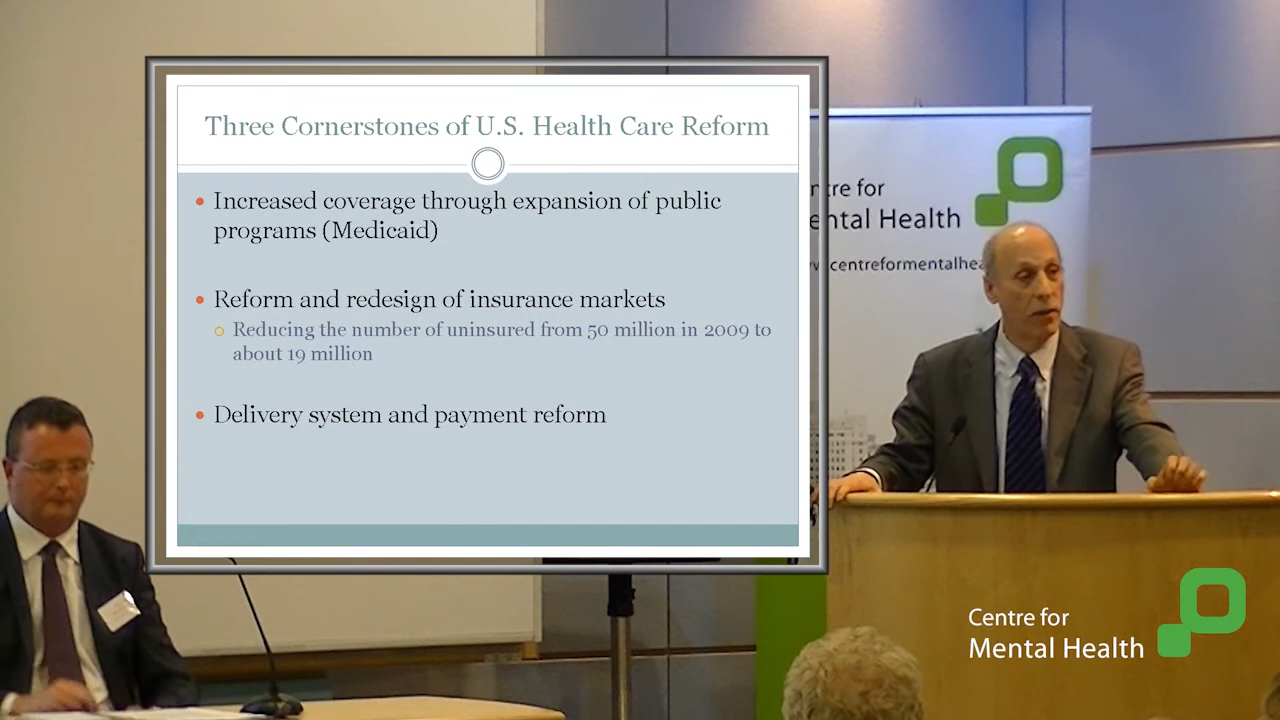 Three Cornerstones of U.S. Health Care Reform
Increased coverage through expansion of public
programs (Medicaid)
Reform and redesign of insurance markets
Reducing the number of uninsured from 50 million in 2009 to
about 19 million
Delivery system and payment reform
ntre for
ental Health
centreformentalhea
Centre for
Mental Health